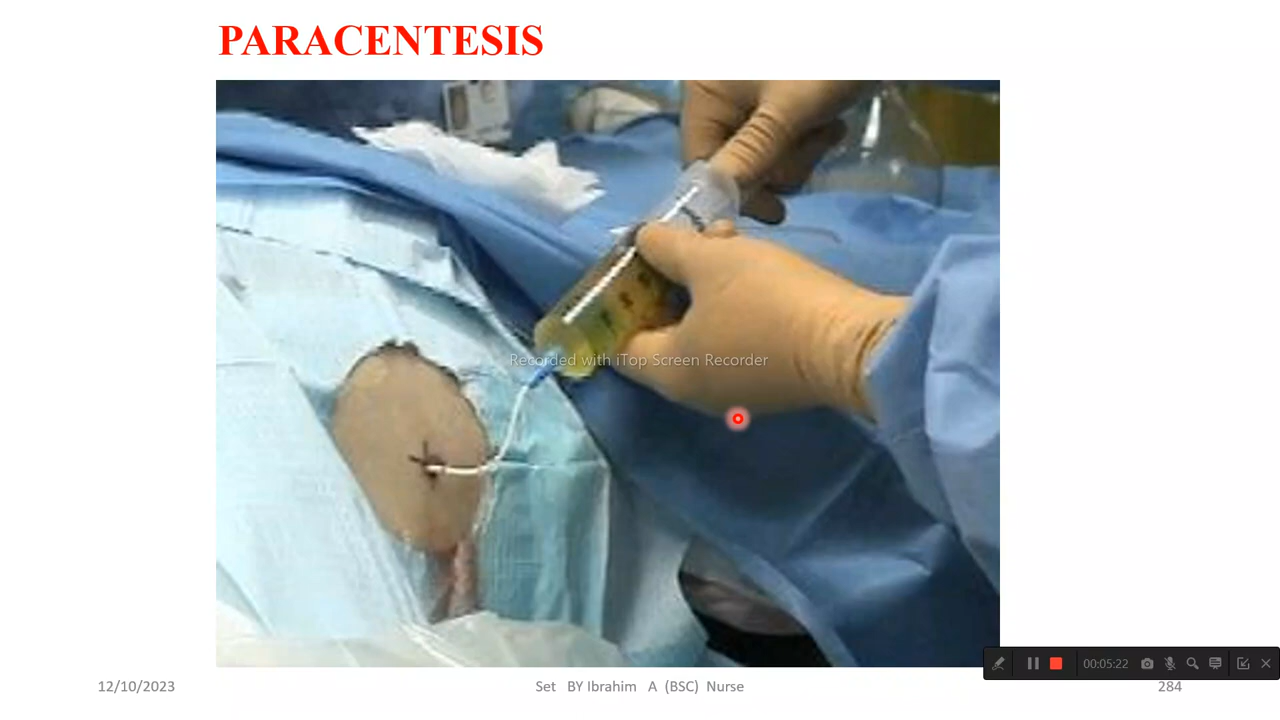 PARACENTESIS
Recorded with iTop Screen Recorder
00:05:22
12/10/2023
Set BY Ibrahim A (BSC) Nurse
284